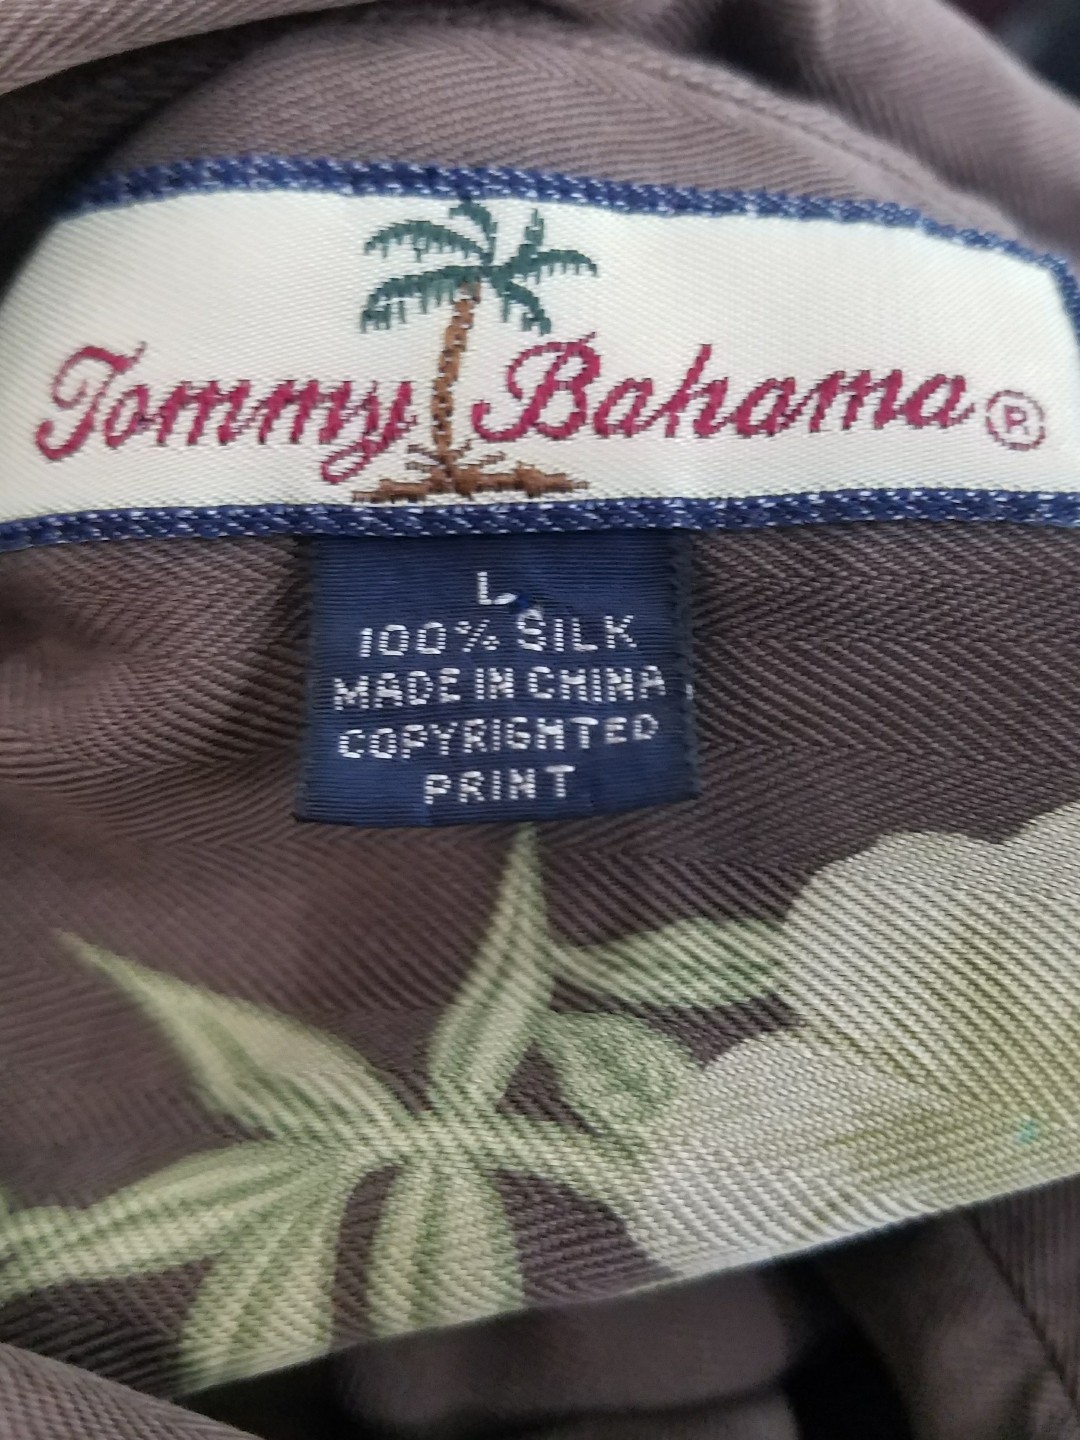 Tommy Bahama ®
L
100% SILK
MADE IN CHINA
COPYRIGHTED
PRINT